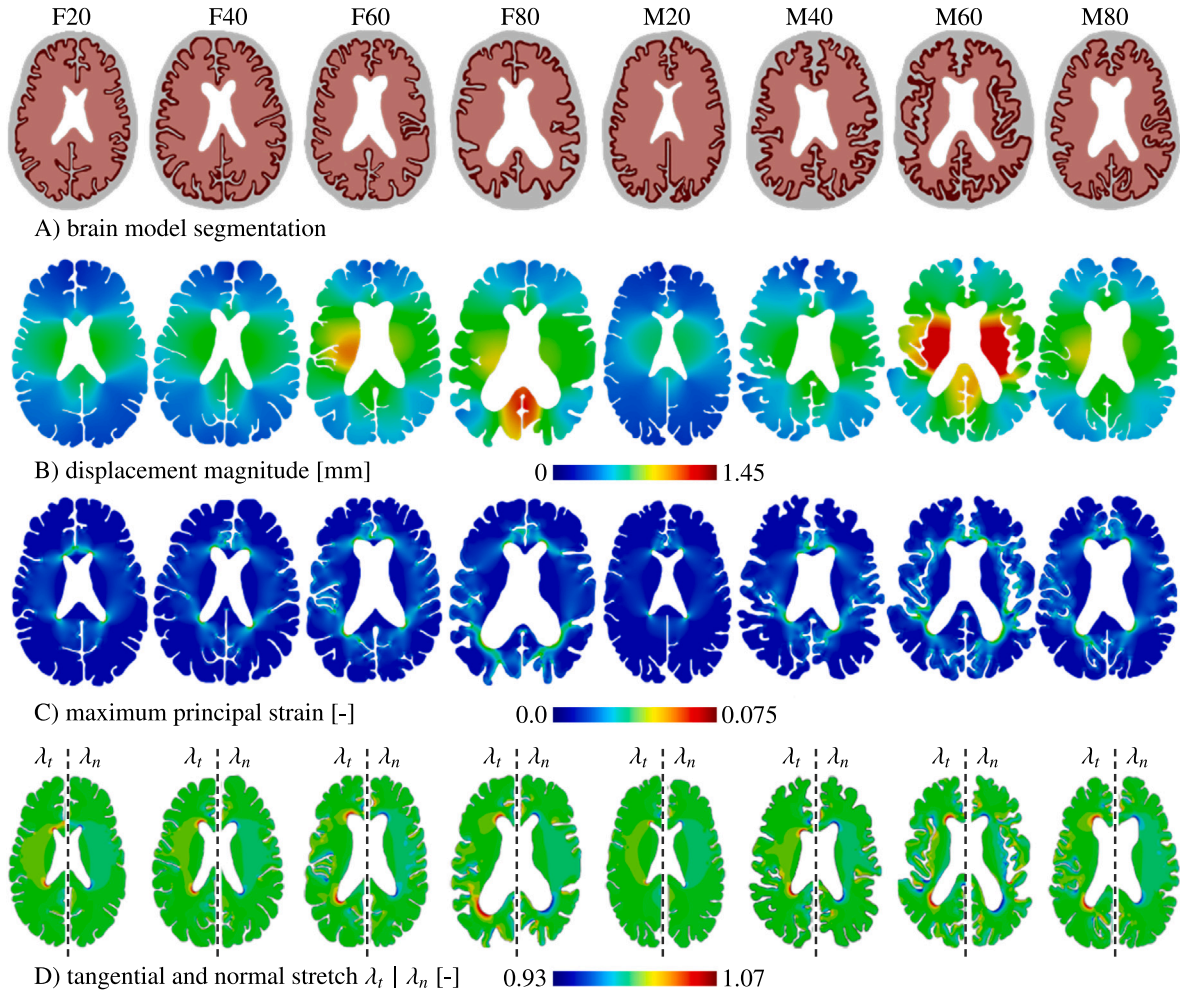 F20 F40 F60 F80 M20 M40 M60 M80
A) brain model segmentation
B) displacement magnitude [mm] 0 1.45
C) maximum principal strain [-] 0.0 0.075
λt λn λt λn λt λn λt λn λt λn λt λn λt λn λt λn
D) tangential and normal stretch λt | λn [-] 0.93 1.07